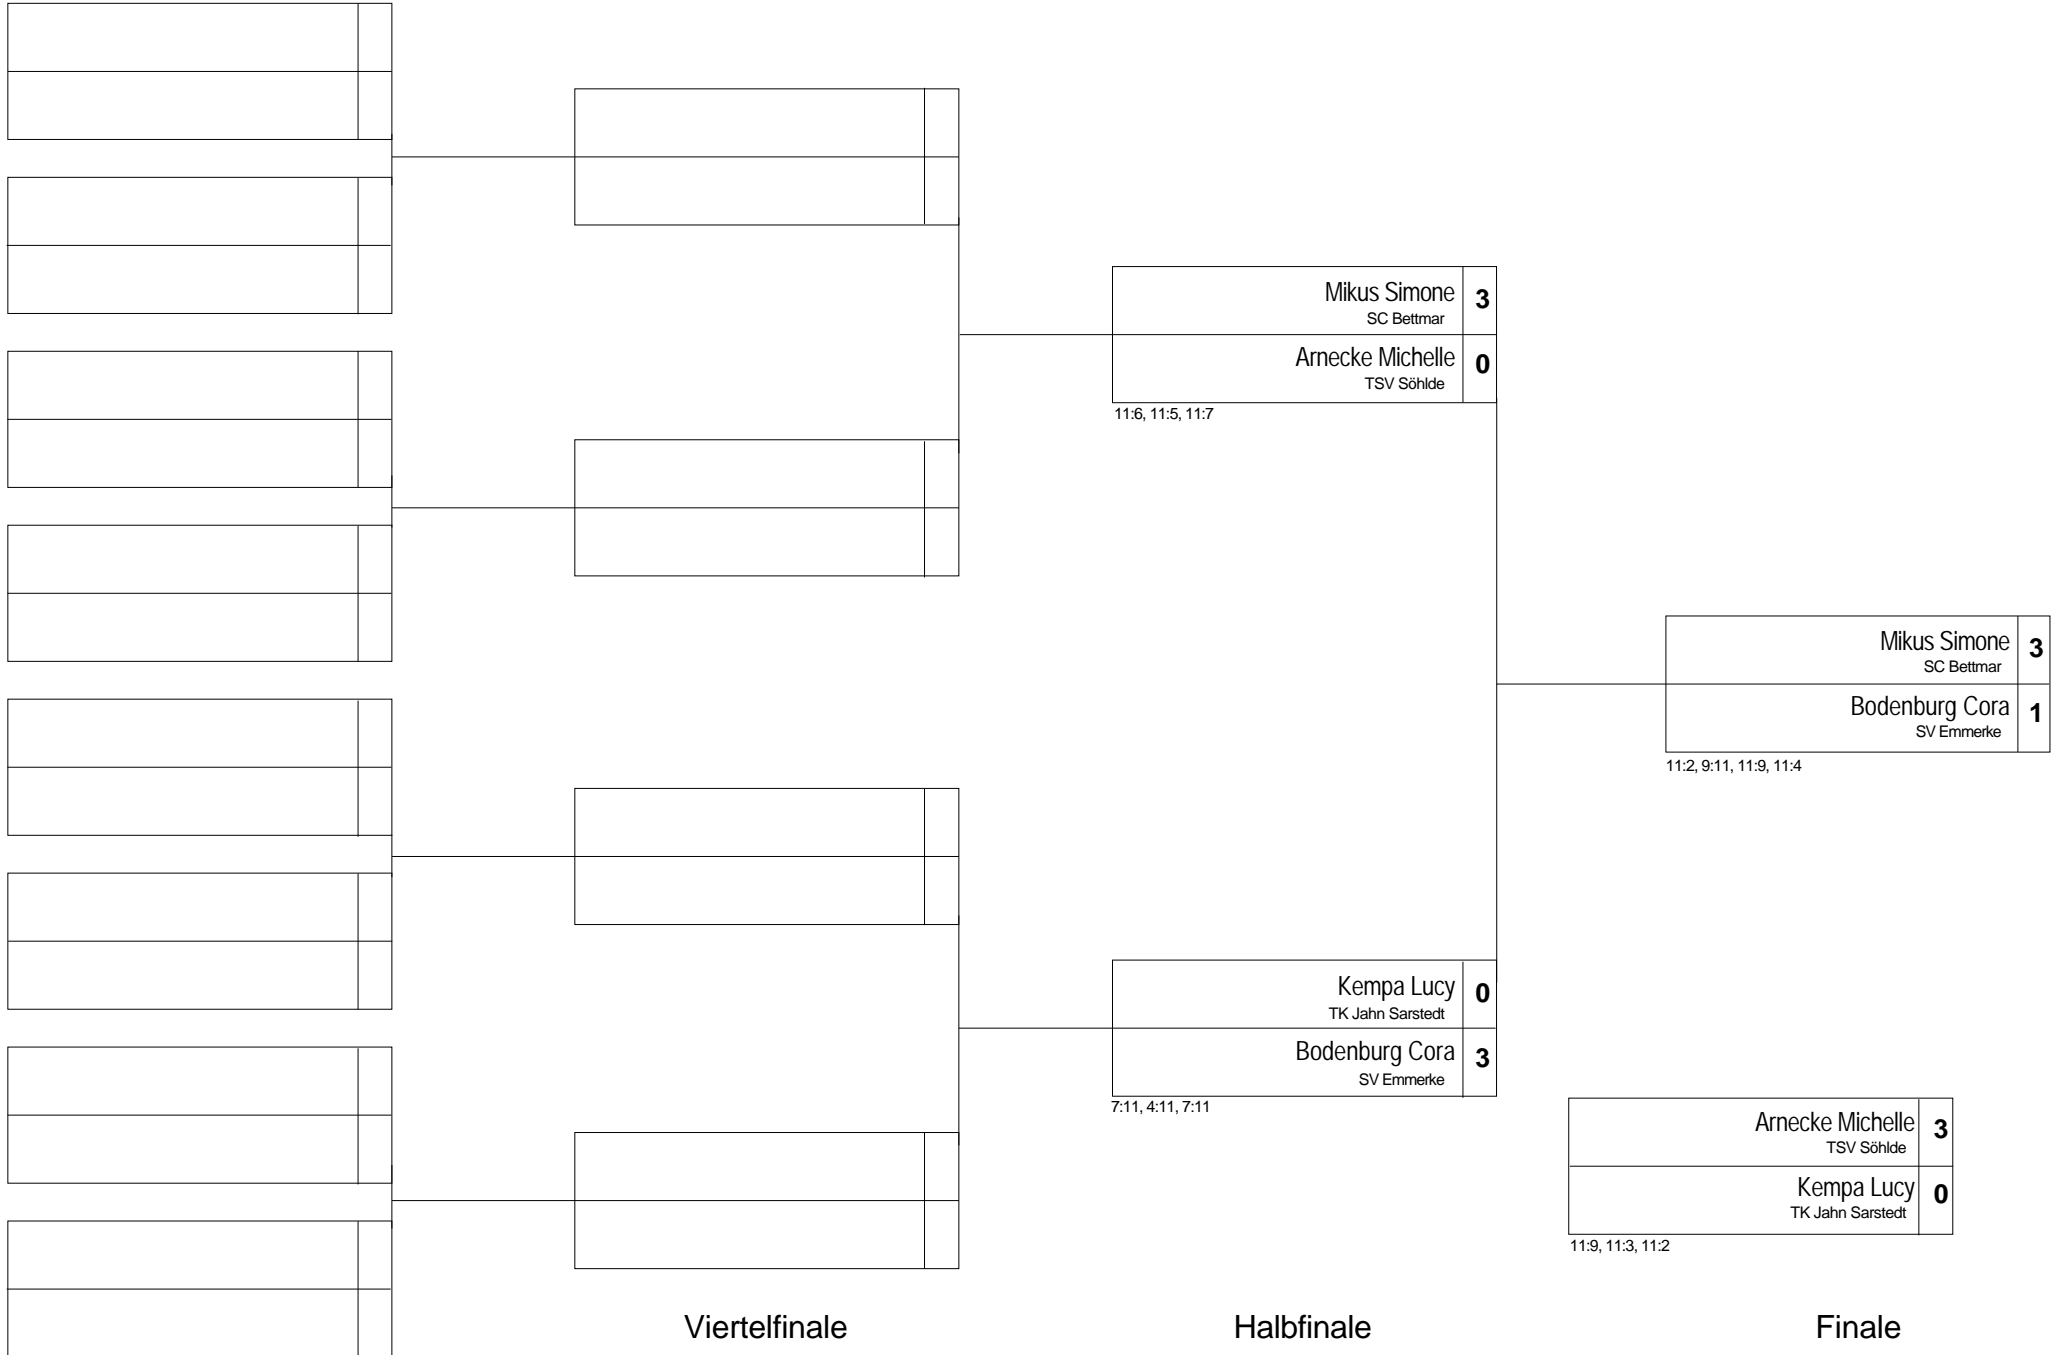 Mikus Simone 3
SC Bettmar
Arnecke Michelle 0
TSV Söhlde
11:6, 11:5, 11:7
Mikus Simone 3
SC Bettmar
Bodenburg Cora 1
SV Emmerke
11:2, 9:11, 11:9, 11:4
Kempa Lucy 0
TK Jahn Sarstedt
Bodenburg Cora 3
SV Emmerke
7:11, 4:11, 7:11
Arnecke Michelle 3
TSV Söhlde
Kempa Lucy 0
TK Jahn Sarstedt
11:9, 11:3, 11:2
Viertelfinale
Halbfinale
Finale